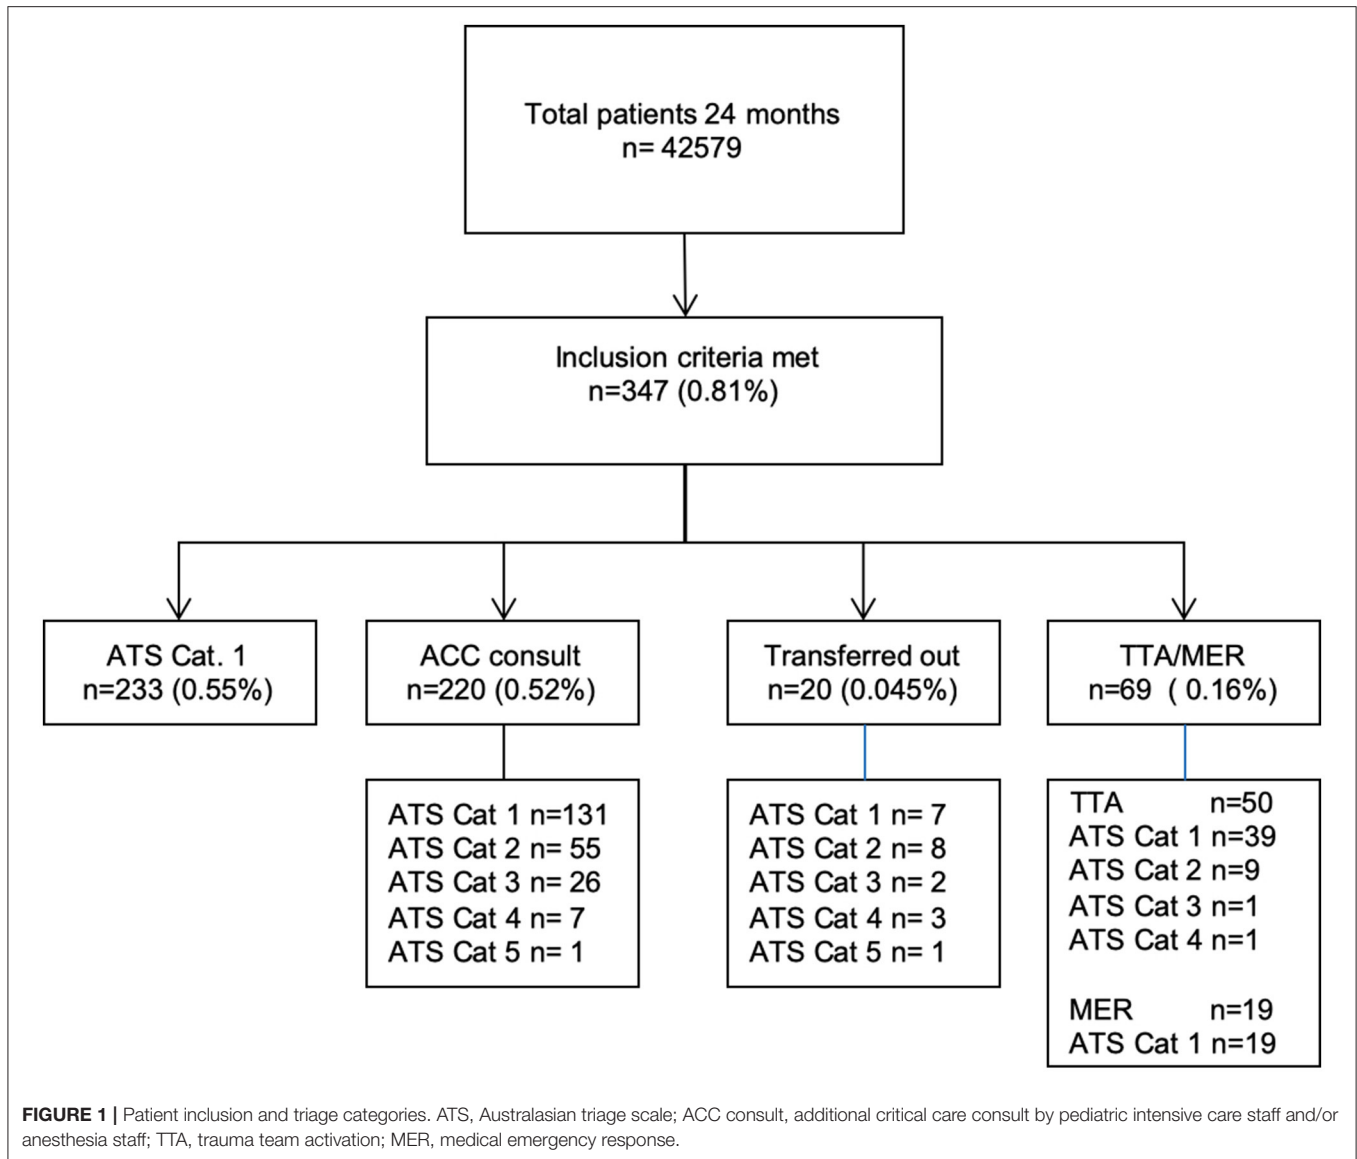 Total patients 24 months
n= 42579
Inclusion criteria met
n=347 (0.81%)
ATS Cat. 1
n=233 (0.55%)
ACC consult
n=220 (0.52%)
Transferred out
n=20 (0.045%)
TTA/MER
n=69 ( 0.16%)
ATS Cat 1 n=131
ATS Cat 2 n= 55
ATS Cat 3 n= 26
ATS Cat 4 n= 7
ATS Cat 5 n= 1
ATS Cat 1 n= 7
ATS Cat 2 n= 8
ATS Cat 3 n= 2
ATS Cat 4 n= 3
ATS Cat 5 n= 1
TTA n=50
ATS Cat 1 n=39
ATS Cat 2 n=9
ATS Cat 3 n=1
ATS Cat 4 n=1
MER n=19
ATS Cat 1 n=19
FIGURE 1 | Patient inclusion and triage categories. ATS, Australasian triage scale; ACC consult, additional critical care consult by pediatric intensive care staff and/or
anesthesia staff; TTA, trauma team activation; MER, medical emergency response.